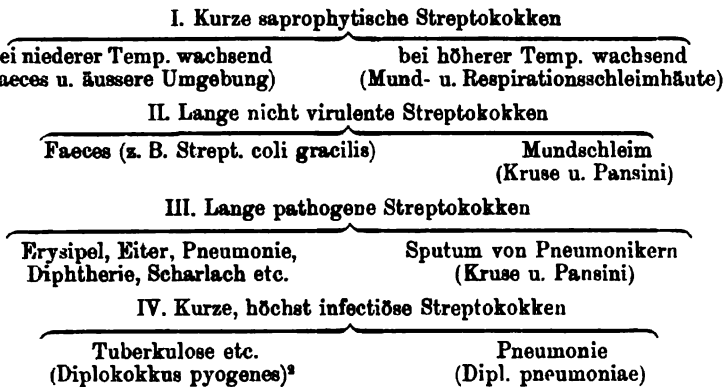 I. Kurze saprophytische Streptokokken
ei niederer Temp. wachsend bei höherer Temp. wachsend
aeces u. äussere Umgebung) (Mund- u. Respirationsschleimhäute)
II. Lange nicht virulente Streptokokken
Faeces (z. B. Strept. coli gracilis) Mundschleim
(Kruse u. Pansini)
III. Lange pathogene Streptokokken
Erysipel, Eiter, Pneumonie, Sputum von Pneumonikern
Diphtherie, Scharlach etc. (Kruse u. Pansini)
IV. Kurze, höchst infectiöse Streptokokken
Tuberkulose etc. Pneumonie
(Diplokokkus pyogenes)² (Dipl. pneumoniae)